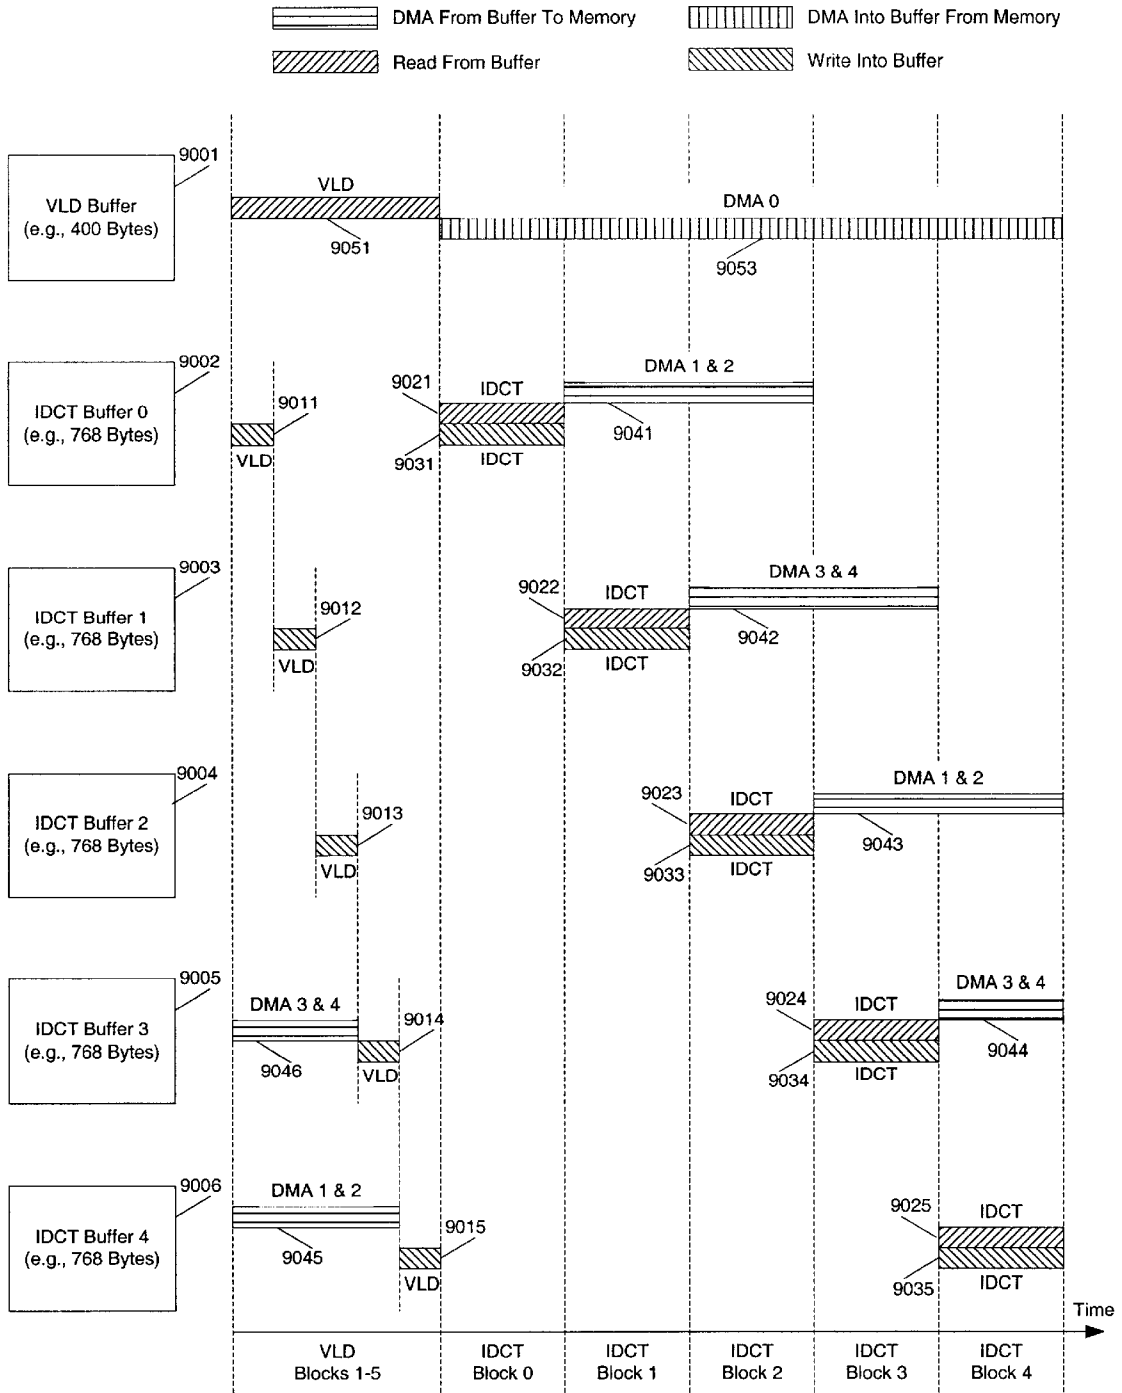 DMA From Buffer To Memory
DMA Into Buffer From Memory
Read From Buffer
Write Into Buffer
9001
VLD Buffer
(e.g., 400 Bytes)
VLD
9051
DMA 0
9053
9002
IDCT Buffer 0
(e.g., 768 Bytes)
9011
VLD
9021
IDCT
9031
IDCT
DMA 1 & 2
9041
9003
IDCT Buffer 1
(e.g., 768 Bytes)
9012
VLD
9022
IDCT
9032
IDCT
DMA 3 & 4
9042
9004
IDCT Buffer 2
(e.g., 768 Bytes)
9013
VLD
9023
IDCT
9033
IDCT
DMA 1 & 2
9043
9005
IDCT Buffer 3
(e.g., 768 Bytes)
DMA 3 & 4
9046
9014
VLD
9024
IDCT
9034
IDCT
DMA 3 & 4
9044
9006
IDCT Buffer 4
(e.g., 768 Bytes)
DMA 1 & 2
9045
9015
VLD
9025
IDCT
9035
IDCT
Time
VLD
Blocks 1-5
IDCT
Block 0
IDCT
Block 1
IDCT
Block 2
IDCT
Block 3
IDCT
Block 4